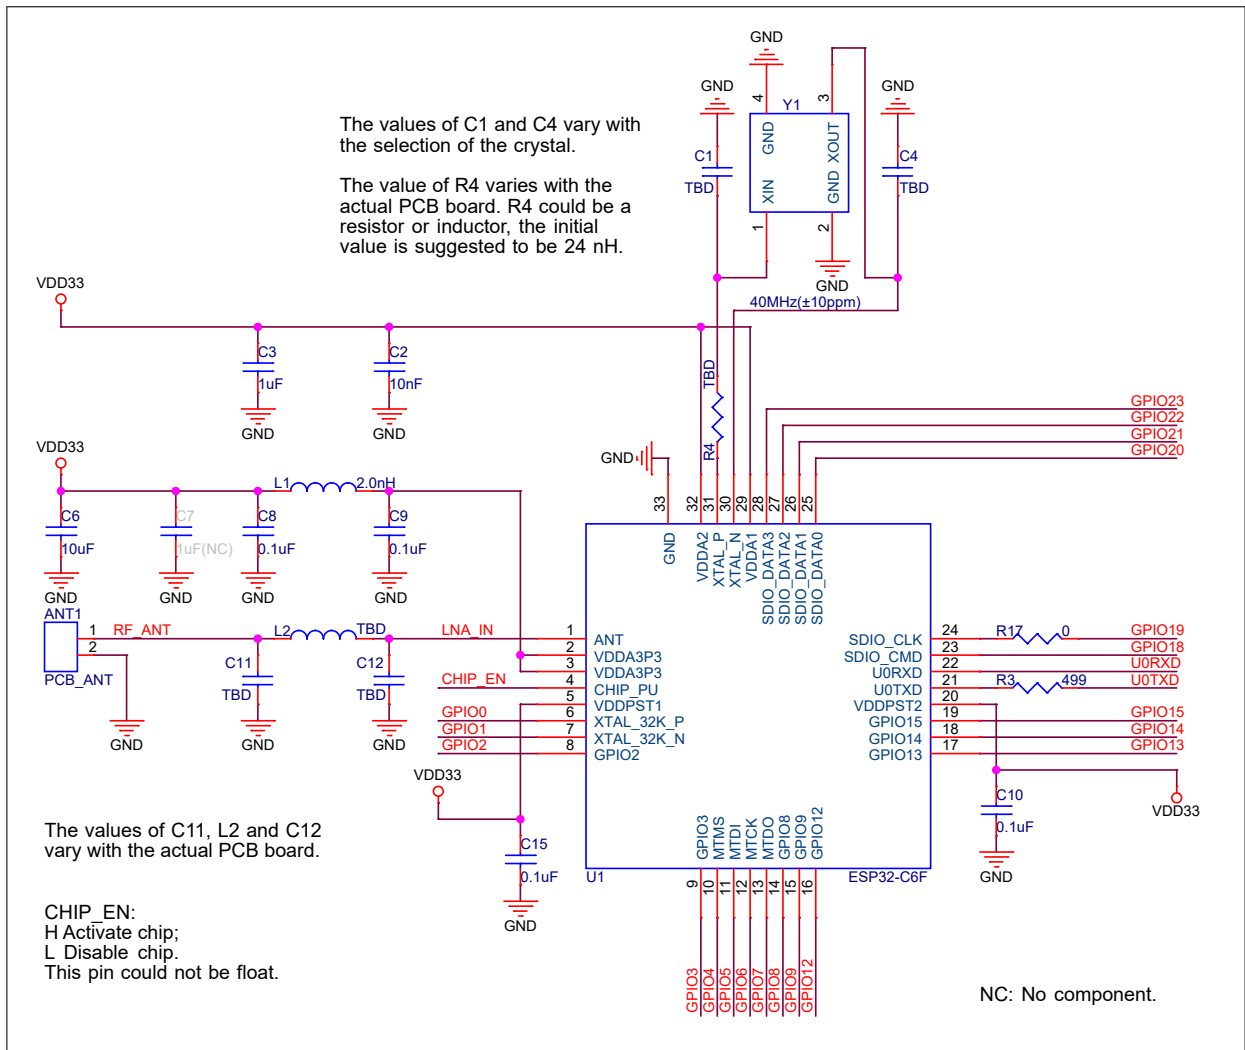 GND
GND
4
3
Y1
GND
GND
XOUT
XIN
GND
1
2
GND
C1
TBD
GND
C4
TBD
The values of C1 and C4 vary with
the selection of the crystal.
The value of R4 varies with the
actual PCB board. R4 could be a
resistor or inductor, the initial
value is suggested to be 24 nH.
40MHz(±10ppm)
VDD33
C3
1uF
GND
C2
10nF
GND
TBD
R4
GPIO23
GPIO22
GPIO21
GPIO20
VDD33
GND
L1
2.0nH
C6
10uF
GND
C7
1uF(NC)
GND
C8
0.1uF
GND
C9
0.1uF
GND
33
32
31
30
29
28
27
26
25
GND
VDDA2
XTAL_P
XTAL_N
VDDA1
SDIO_DATA3
SDIO_DATA2
SDIO_DATA1
SDIO_DATA0
ANT1
1
2
PCB_ANT
RF_ANT
L2
TBD
LNA_IN
C11
TBD
C12
TBD
GND
GND
GND
CHIP_EN
GPIO0
GPIO1
GPIO2
1 ANT
2 VDDA3P3
3 VDDA3P3
4 CHIP_PU
5 VDDPST1
6 XTAL_32K_P
7 XTAL_32K_N
8 GPIO2
SDIO_CLK 24 R17 0 GPIO19
SDIO_CMD 23 GPIO18
U0RXD 22 U0RXD
U0TXD 21 R3 499 U0TXD
VDDPST2 20
GPIO15 19 GPIO15
GPIO14 18 GPIO14
GPIO13 17 GPIO13
VDD33
C15
0.1uF
GND
C10
0.1uF
GND
VDD33
GPIO3
MTMS
MTDI
MTCK
MTDO
GPIO8
GPIO9
GPIO12
U1
ESP32-C6F
9
10
11
12
13
14
15
16
GPIO3
GPIO4
GPIO5
GPIO6
GPIO7
GPIO8
GPIO9
GPIO12
The values of C11, L2 and C12
vary with the actual PCB board.
CHIP_EN:
H Activate chip;
L Disable chip.
This pin could not be float.
NC: No component.